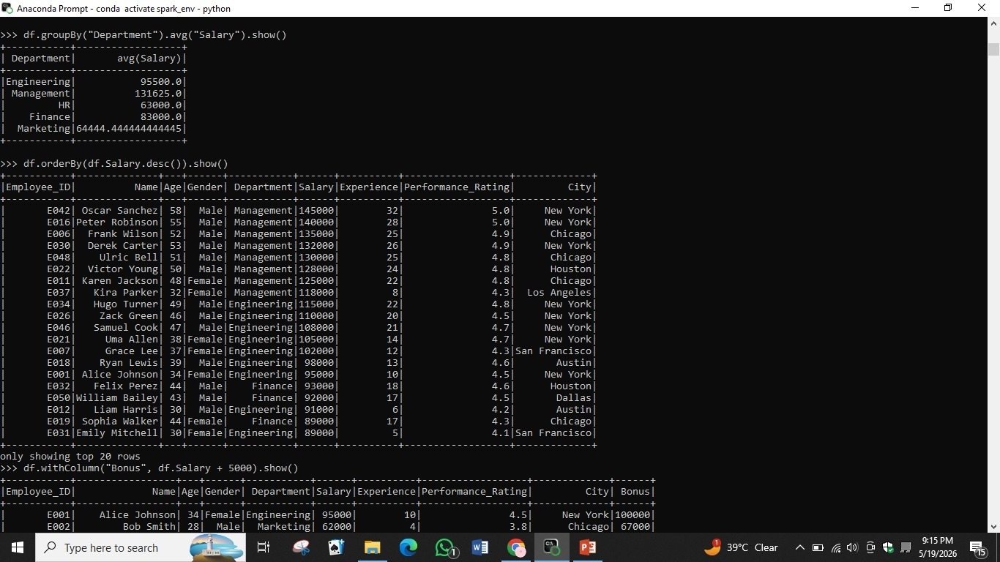 Anaconda Prompt - conda  activate spark_env - python
>>> df.groupBy("Department").avg("Salary").show()
+-----------+------------------+
| Department|       avg(Salary)|
+-----------+------------------+
|Engineering|           95500.0|
| Management|          131625.0|
|         HR|           63000.0|
|    Finance|           83000.0|
|  Marketing|64444.444444444445|
+-----------+------------------+
>>> df.orderBy(df.Salary.desc()).show()
+-----------+--------------+---+------+-----------+------+----------+------------------+-------------+
|Employee_ID|          Name|Age|Gender| Department|Salary|Experience|Performance_Rating|         City|
+-----------+--------------+---+------+-----------+------+----------+------------------+-------------+
|       E042| Oscar Sanchez| 58|  Male| Management|145000|        32|               5.0|     New York|
|       E016|Peter Robinson| 55|  Male| Management|140000|        28|               5.0|     New York|
|       E006|  Frank Wilson| 52|  Male| Management|135000|        25|               4.9|      Chicago|
|       E030|  Derek Carter| 53|  Male| Management|132000|        26|               4.9|     New York|
|       E048|   Ulric Bell| 51|  Male| Management|130000|        25|               4.8|      Chicago|
|       E022|  Victor Young| 50|  Male| Management|128000|        24|               4.8|      Houston|
|       E011| Karen Jackson| 48|Female| Management|125000|        22|               4.8|      Chicago|
|       E037|   Kira Parker| 32|Female| Management|118000|         8|               4.3|  Los Angeles|
|       E034|   Hugo Turner| 49|  Male|Engineering|115000|        22|               4.8|     New York|
|       E026|    Zack Green| 46|  Male|Engineering|110000|        20|               4.5|     New York|
|       E046|   Samuel Cook| 47|  Male|Engineering|108000|        21|               4.7|     New York|
|       E021|     Uma Allen| 38|Female|Engineering|105000|        14|               4.7|     New York|
|       E007|     Grace Lee| 37|Female|Engineering|102000|        12|               4.3|San Francisco|
|       E018|    Ryan Lewis| 39|  Male|Engineering| 98000|        13|               4.6|       Austin|
|       E001| Alice Johnson| 34|Female|Engineering| 95000|        10|               4.5|     New York|
|       E032|   Felix Perez| 44|  Male|    Finance| 93000|        18|               4.6|      Houston|
|       E050|William Bailey| 43|  Male|    Finance| 92000|        17|               4.5|       Dallas|
|       E012|   Liam Harris| 30|  Male|Engineering| 91000|         6|               4.2|       Austin|
|       E019| Sophia Walker| 44|Female|    Finance| 89000|        17|               4.3|      Chicago|
|       E031|Emily Mitchell| 30|Female|Engineering| 89000|         5|               4.1|San Francisco|
+-----------+--------------+---+------+-----------+------+----------+------------------+-------------+
only showing top 20 rows
>>> df.withColumn("Bonus", df.Salary + 5000).show()
+-----------+-----------------+---+------+-----------+------+----------+------------------+-------------+------+
|Employee_ID|             Name|Age|Gender| Department|Salary|Experience|Performance_Rating|         City| Bonus|
+-----------+-----------------+---+------+-----------+------+----------+------------------+-------------+------+
|       E001|    Alice Johnson| 34|Female|Engineering| 95000|        10|               4.5|     New York|100000|
|       E002|        Bob Smith| 28|  Male|  Marketing| 62000|         4|               3.8|      Chicago| 67000|
Type here to search
1
1
39°C  Clear
9:15 PM
5/19/2026
15